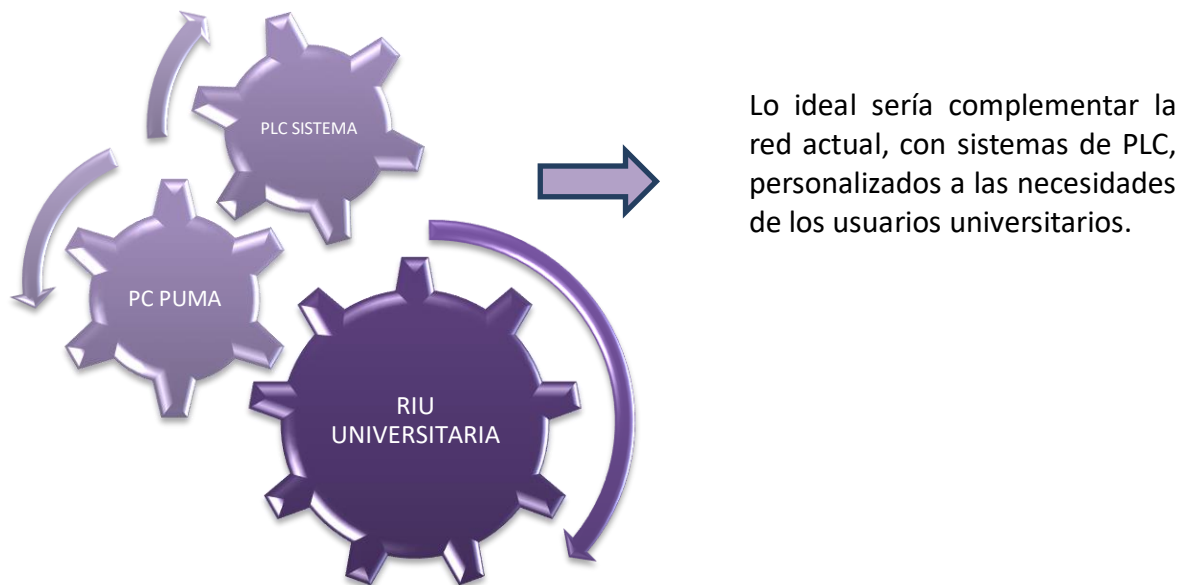 PLC SISTEMA
PC PUMA
RIU
UNIVERSITARIA
Lo ideal sería complementar la
red actual, con sistemas de PLC,
personalizados a las necesidades
de los usuarios universitarios.